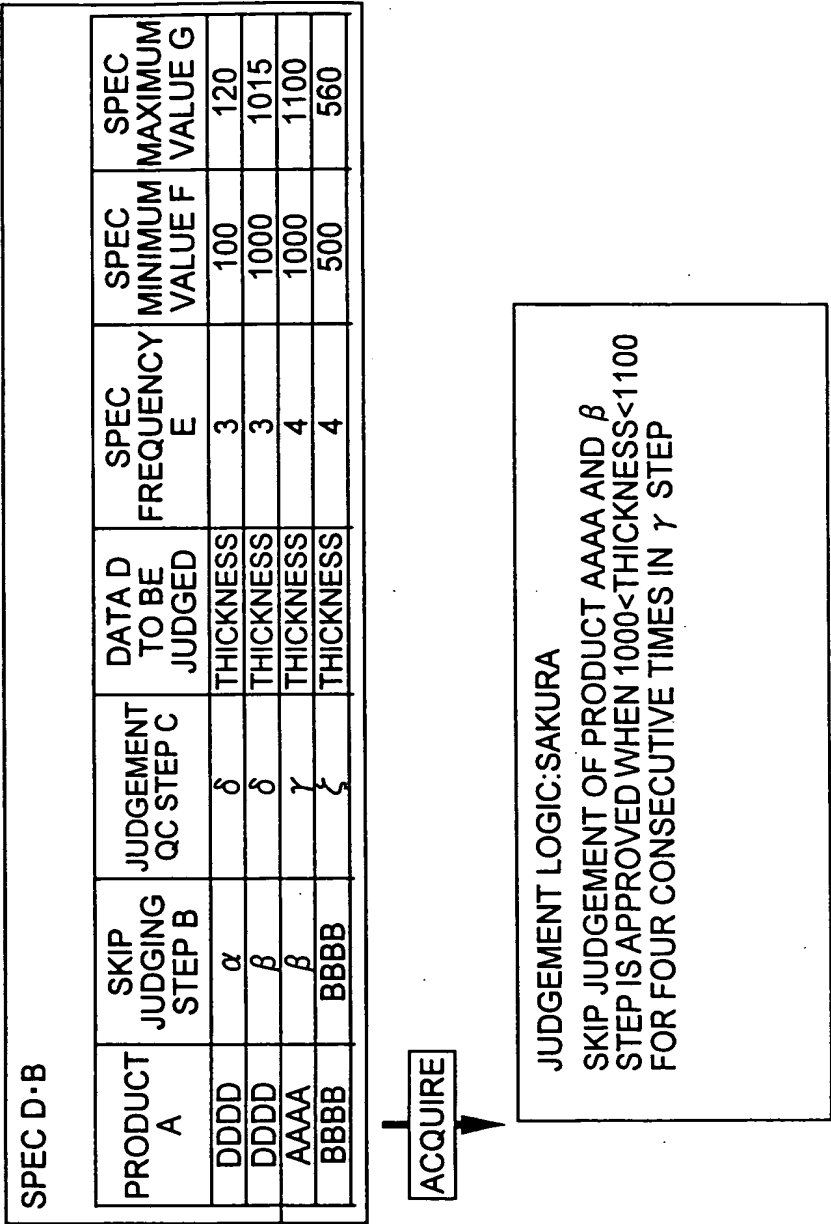 SPEC D·B
PRODUCT A | SKIP JUDGING STEP B | JUDGEMENT QC STEP C | DATA D TO BE JUDGED | SPEC FREQUENCY E | SPEC MINIMUM VALUE F | SPEC MAXIMUM VALUE G
DDDD | α | δ | THICKNESS | 3 | 100 | 120
DDDD | β | δ | THICKNESS | 3 | 1000 | 1015
AAAA | β | γ | THICKNESS | 4 | 1000 | 1100
BBBB | BBBB | ζ | THICKNESS | 4 | 500 | 560
ACQUIRE
JUDGEMENT LOGIC:SAKURA
SKIP JUDGEMENT OF PRODUCT AAAA AND β
STEP IS APPROVED WHEN 1000<THICKNESS<1100
FOR FOUR CONSECUTIVE TIMES IN γ STEP